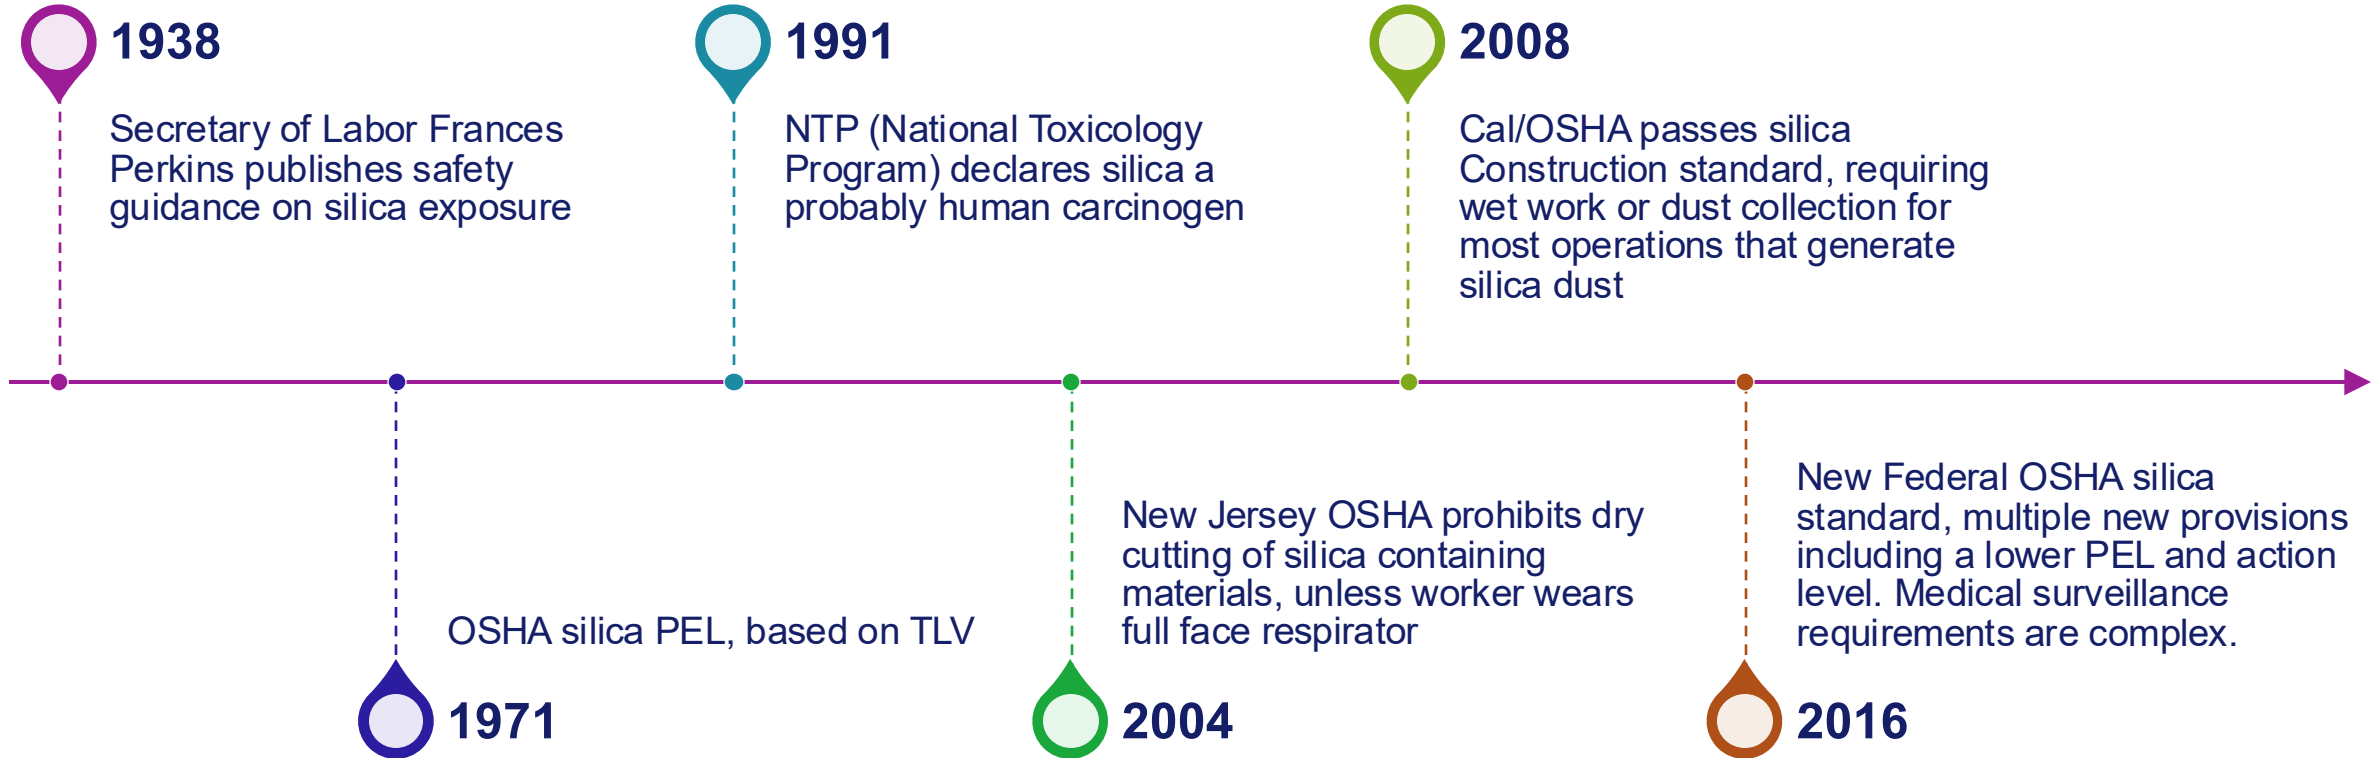 1938
Secretary of Labor Frances
Perkins publishes safety
guidance on silica exposure
OSHA silica PEL, based on TLV
1971
1991
NTP (National Toxicology
Program) declares silica a
probably human carcinogen
New Jersey OSHA prohibits dry
cutting of silica containing
materials, unless worker wears
full face respirator
2004
2008
Cal/OSHA passes silica
Construction standard, requiring
wet work or dust collection for
most operations that generate
silica dust
New Federal OSHA silica
standard, multiple new provisions
including a lower PEL and action
level. Medical surveillance
requirements are complex.
2016